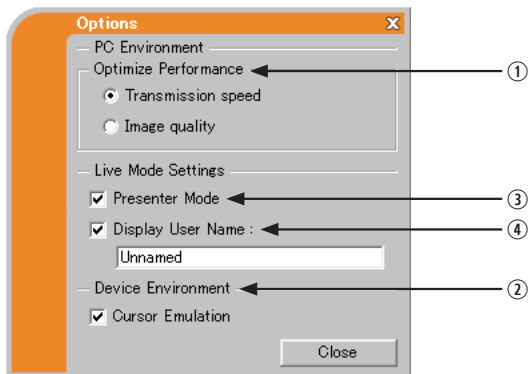 Options
PC Environment
Optimize Performance ①
Transmission speed
Image quality
Live Mode Settings
Presenter Mode ③
Display User Name : ④
Unnamed
Device Environment ②
Cursor Emulation
Close